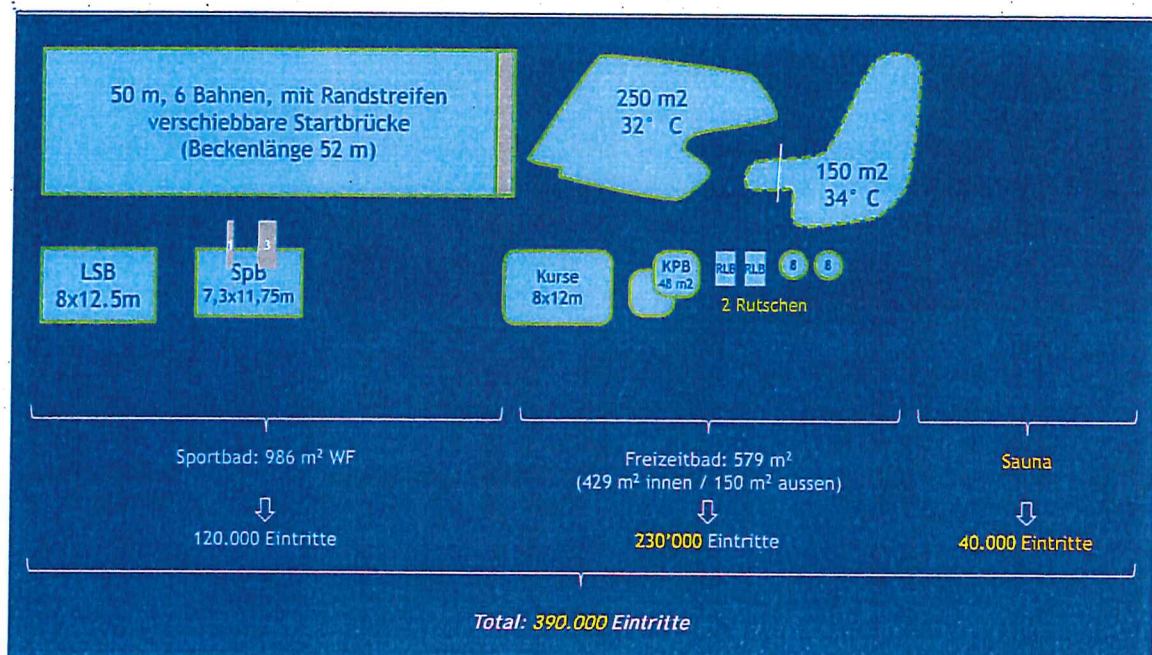 50 m, 6 Bahnen, mit Randstreifen
verschiebbare Startbrücke
(Beckenlänge 52 m)
250 m2
32° C
150 m2
34° C
LSB
8x12.5m
1
3
Spb
7,3x11,75m
Kurse
8x12m
KPB
48 m2
RLB
RLB
8
8
2 Rutschen
Sportbad: 986 m² WF
Freizeitbad: 579 m²
(429 m² innen / 150 m² aussen)
Sauna
120.000 Eintritte
230'000 Eintritte
40.000 Eintritte
Total: 390.000 Eintritte